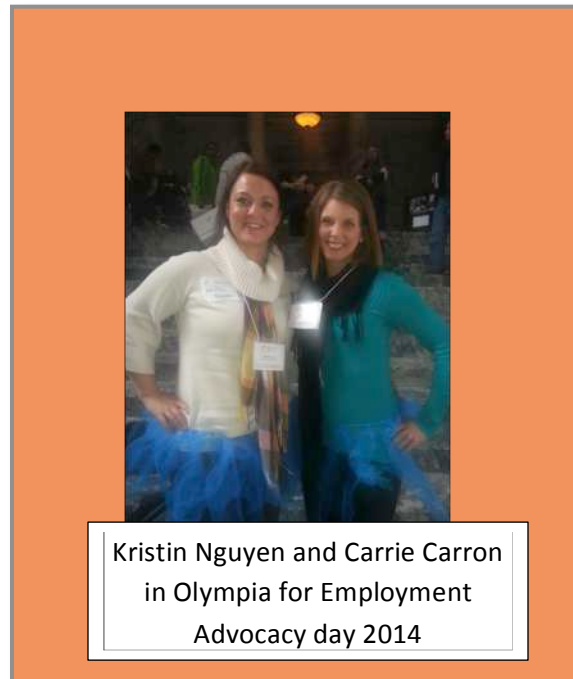 Kristin Nguyen and Carrie Carron
in Olympia for Employment
Advocacy day 2014